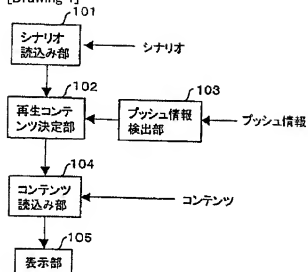 [Drawing 1]
101
シナリオ
読込み部
シナリオ
102
再生コンテ
ンツ決定部
103
プッシュ情報
検出部
プッシュ情報
104
コンテンツ
読込み部
コンテンツ
105
表示部